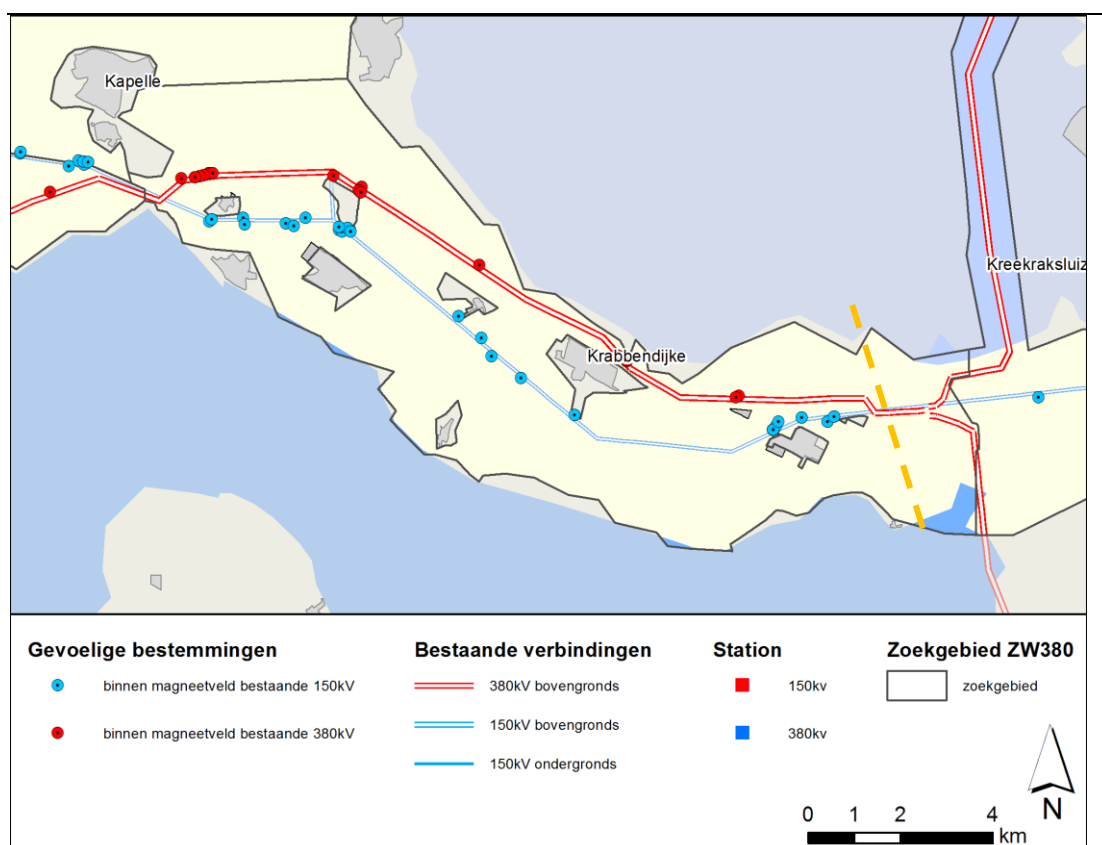 Kapelle
Kreekraksluiz
Krabbendijke
Gevoelige bestemmingen
binnen magneetveld bestaande 150kV
binnen magneetveld bestaande 380kV
Bestaande verbindingen
380kV bovengronds
150kV bovengronds
150kV ondergronds
Station
150kv
380kv
Zoekgebied ZW380
zoekgebied
N
0 1 2 4
km